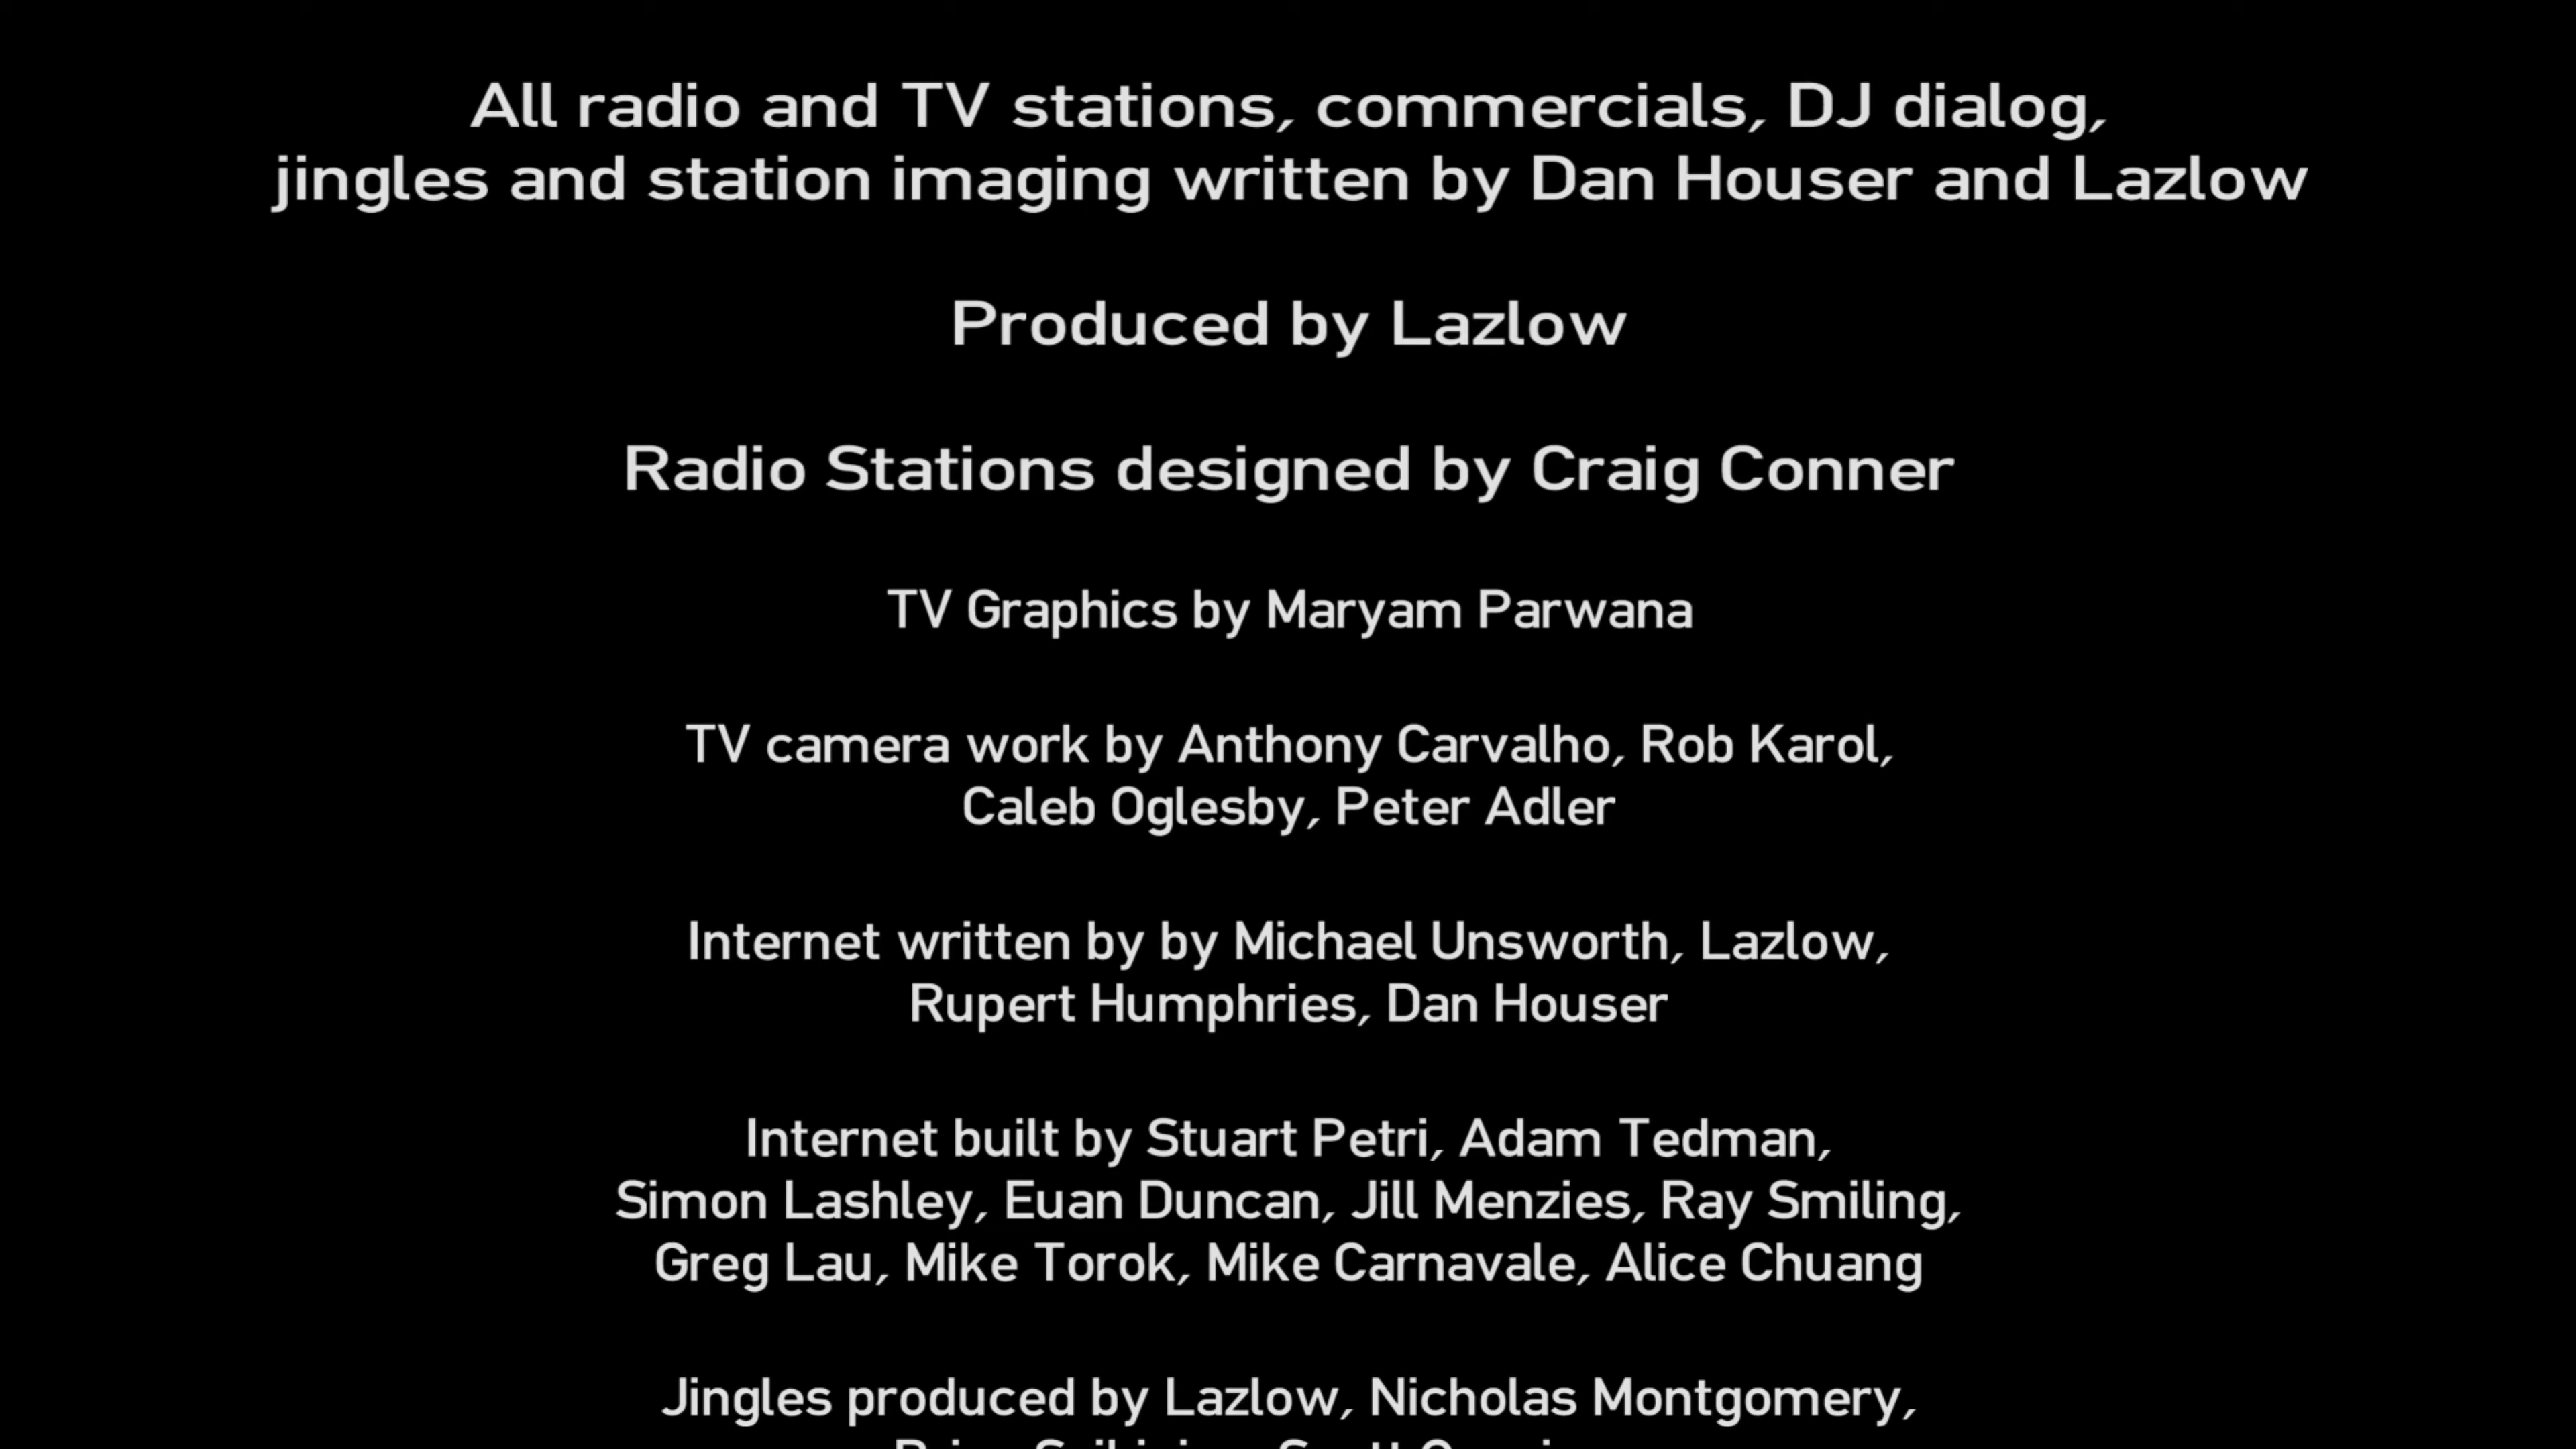 All radio and TV stations, commercials, DJ dialog,
jingles and station imaging written by Dan Houser and Lazlow
Produced by Lazlow
Radio Stations designed by Craig Conner
TV Graphics by Maryam Parwana
TV camera work by Anthony Carvalho, Rob Karol,
Caleb Oglesby, Peter Adler
Internet written by by Michael Unsworth, Lazlow,
Rupert Humphries, Dan Houser
Internet built by Stuart Petri, Adam Tedman,
Simon Lashley, Euan Duncan, Jill Menzies, Ray Smiling,
Greg Lau, Mike Torok, Mike Carnavale, Alice Chuang
Jingles produced by Lazlow, Nicholas Montgomery,